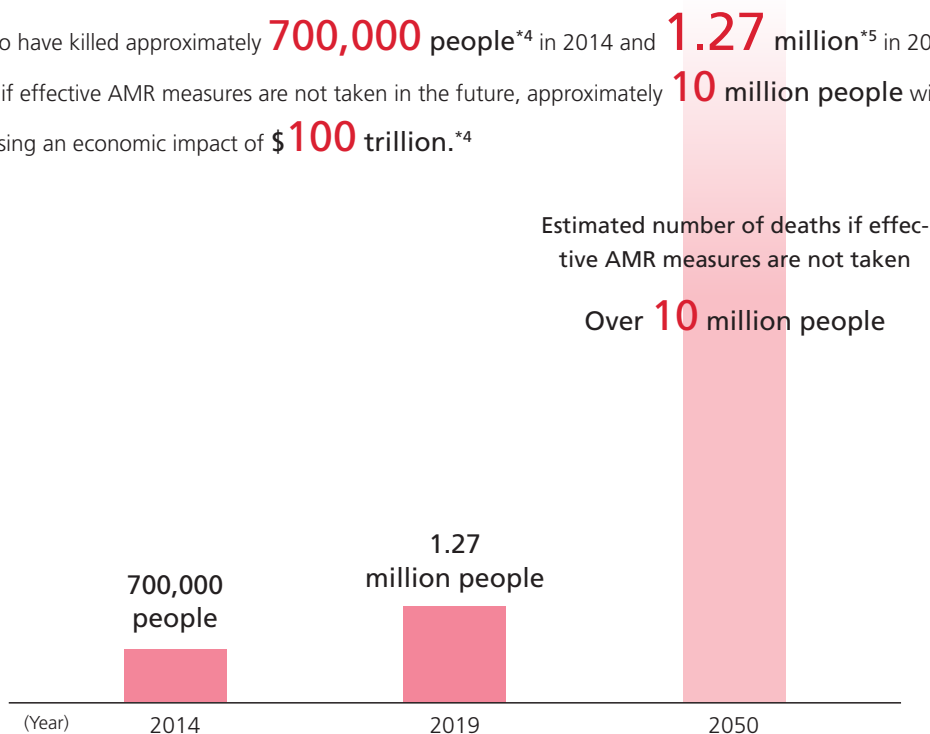 o have killed approximately 700,000 people*4 in 2014 and 1.27 million*5 in 20
if effective AMR measures are not taken in the future, approximately 10 million people wi
sing an economic impact of $100 trillion.*4
Estimated number of deaths if effec-
tive AMR measures are not taken
Over 10 million people
1.27
million people
700,000
people
(Year) 2014 2019 2050